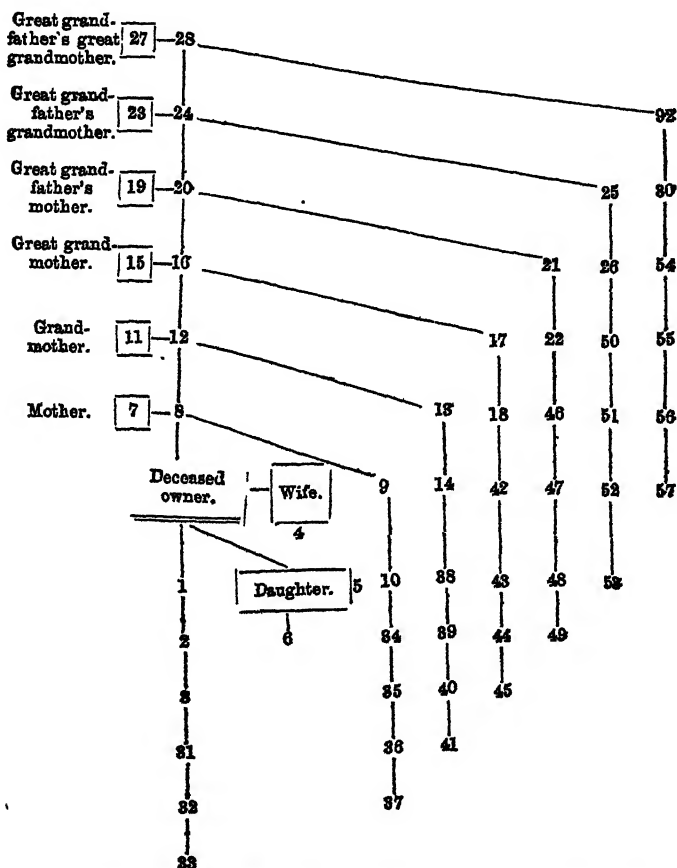 Great grand-
father's great 27 28
grandmother.
Great grand-
father's 23 24 92
grandmother.
Great grand-
father's 19 20 25 30
mother.
Great grand
mother. 15 16 21 26 54
Grand-
mother. 11 12 17 22 50 55
Mother. 7 8 13 18 46 51 56
Deceased
owner. Wife. 9 14 42 47 52 57
4
1 Daughter. 5 10 38 43 48 53
2 6 34 39 44 49
3 35 40 45
31 36 41
32 37
33